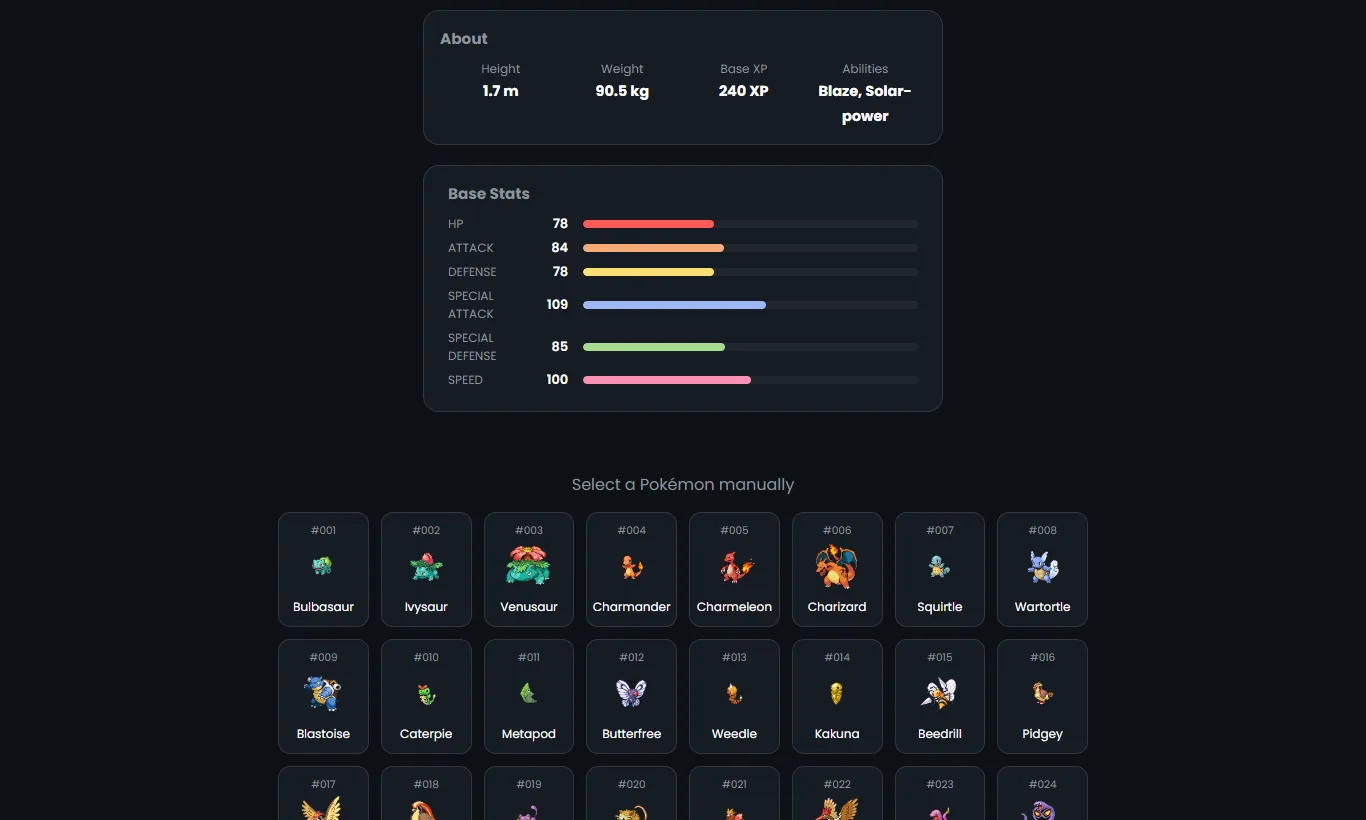 About
Height Weight Base XP Abilities
1.7 m 90.5 kg 240 XP Blaze, Solar-
power
Base Stats
HP 78
ATTACK 84
DEFENSE 78
SPECIAL
ATTACK 109
SPECIAL
DEFENSE 85
SPEED 100
Select a Pokémon manually
#001 #002 #003 #004 #005 #006 #007 #008
Bulbasaur Ivysaur Venusaur Charmander Charmeleon Charizard Squirtle Wartortle
#009 #010 #011 #012 #013 #014 #015 #016
Blastoise Caterpie Metapod Butterfree Weedle Kakuna Beedrill Pidgey
#017 #018 #019 #020 #021 #022 #023 #024